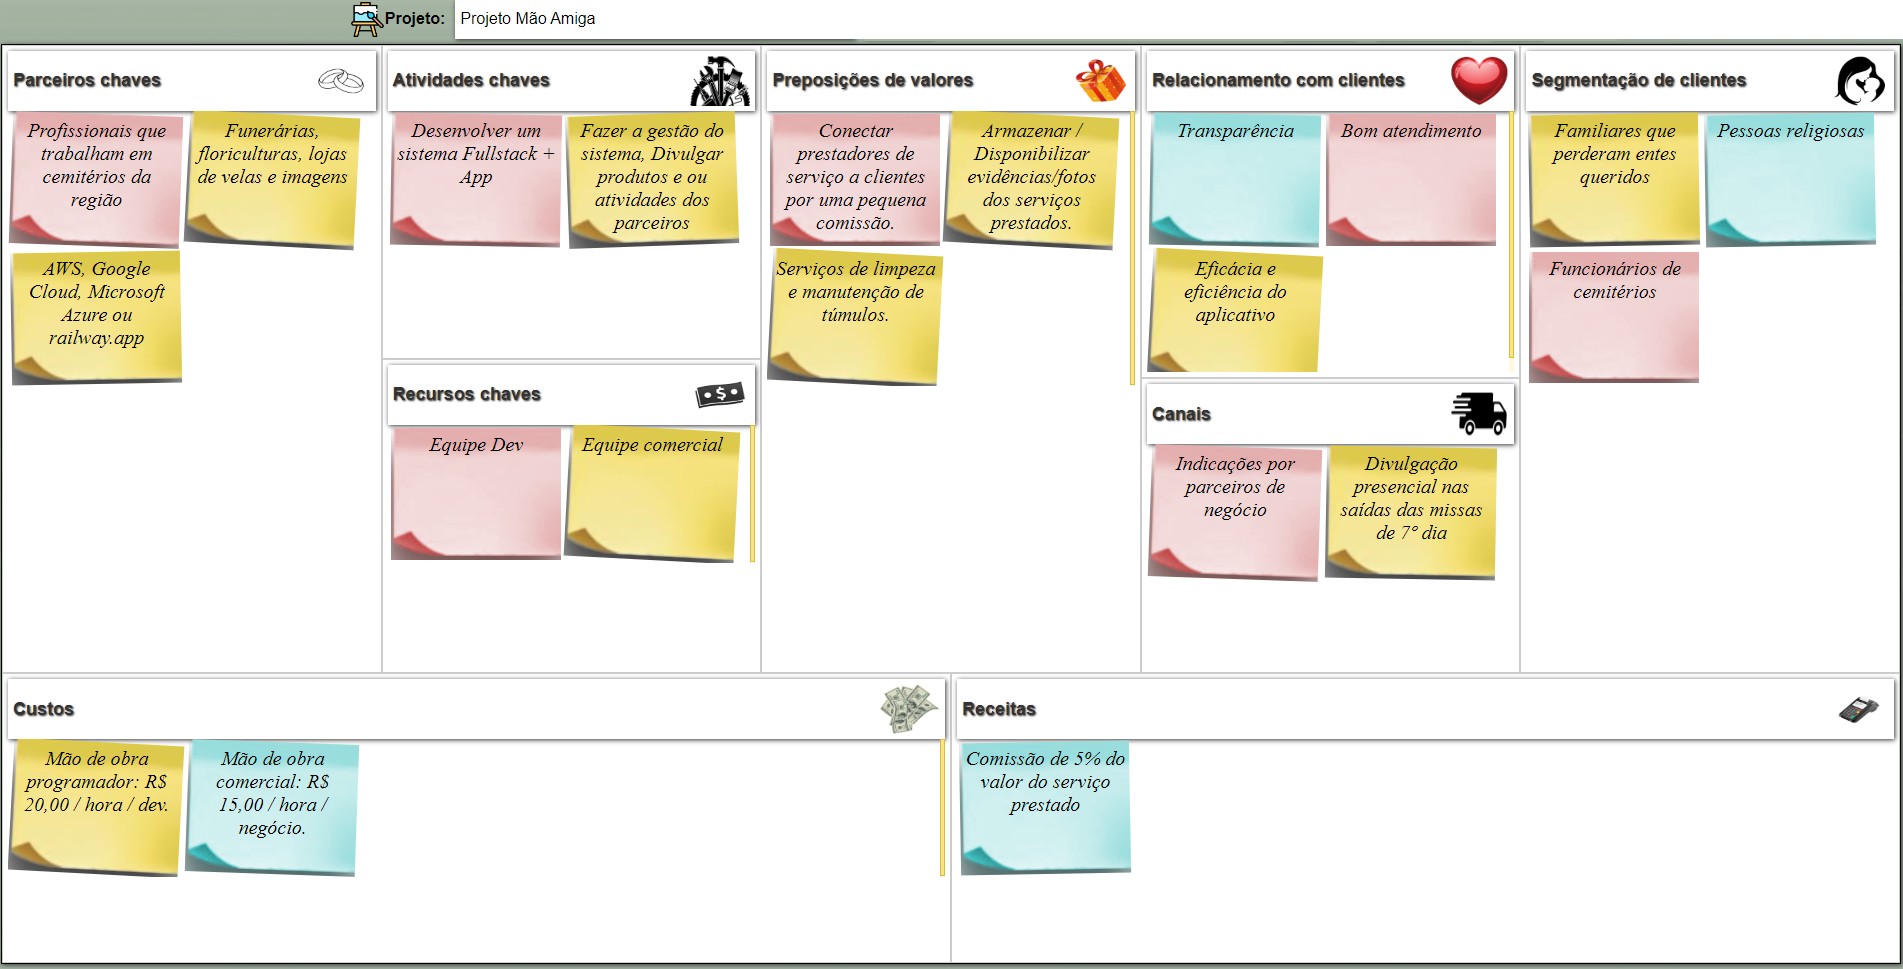 Projeto:
Projeto Mão Amiga
Parceiros chaves
Profissionais que
trabalham em
cemitérios da
região
Funerárias,
floriculturas, lojas
de velas e imagens
AWS, Google
Cloud, Microsoft
Azure ou
railway.app
Atividades chaves
Desenvolver um
sistema Fullstack +
App
Fazer a gestão do
sistema, Divulgar
produtos e ou
atividades dos
parceiros
Recursos chaves
Equipe Dev
Equipe comercial
Preposições de valores
Conectar
prestadores de
serviço a clientes
por uma pequena
comissão.
Armazenar /
Disponibilizar
evidências/fotos
dos serviços
prestados.
Serviços de limpeza
e manutenção de
túmulos.
Relacionamento com clientes
Transparência
Bom atendimento
Eficácia e
eficiência do
aplicativo
Canais
Indicações por
parceiros de
negócio
Divulgação
presencial nas
saídas das missas
de 7° dia
Segmentação de clientes
Familiares que
perderam entes
queridos
Pessoas religiosas
Funcionários de
cemitérios
Custos
Mão de obra
programador: R$
20,00 / hora / dev.
Mão de obra
comercial: R$
15,00 / hora /
negócio.
Receitas
Comissão de 5% do
valor do serviço
prestado